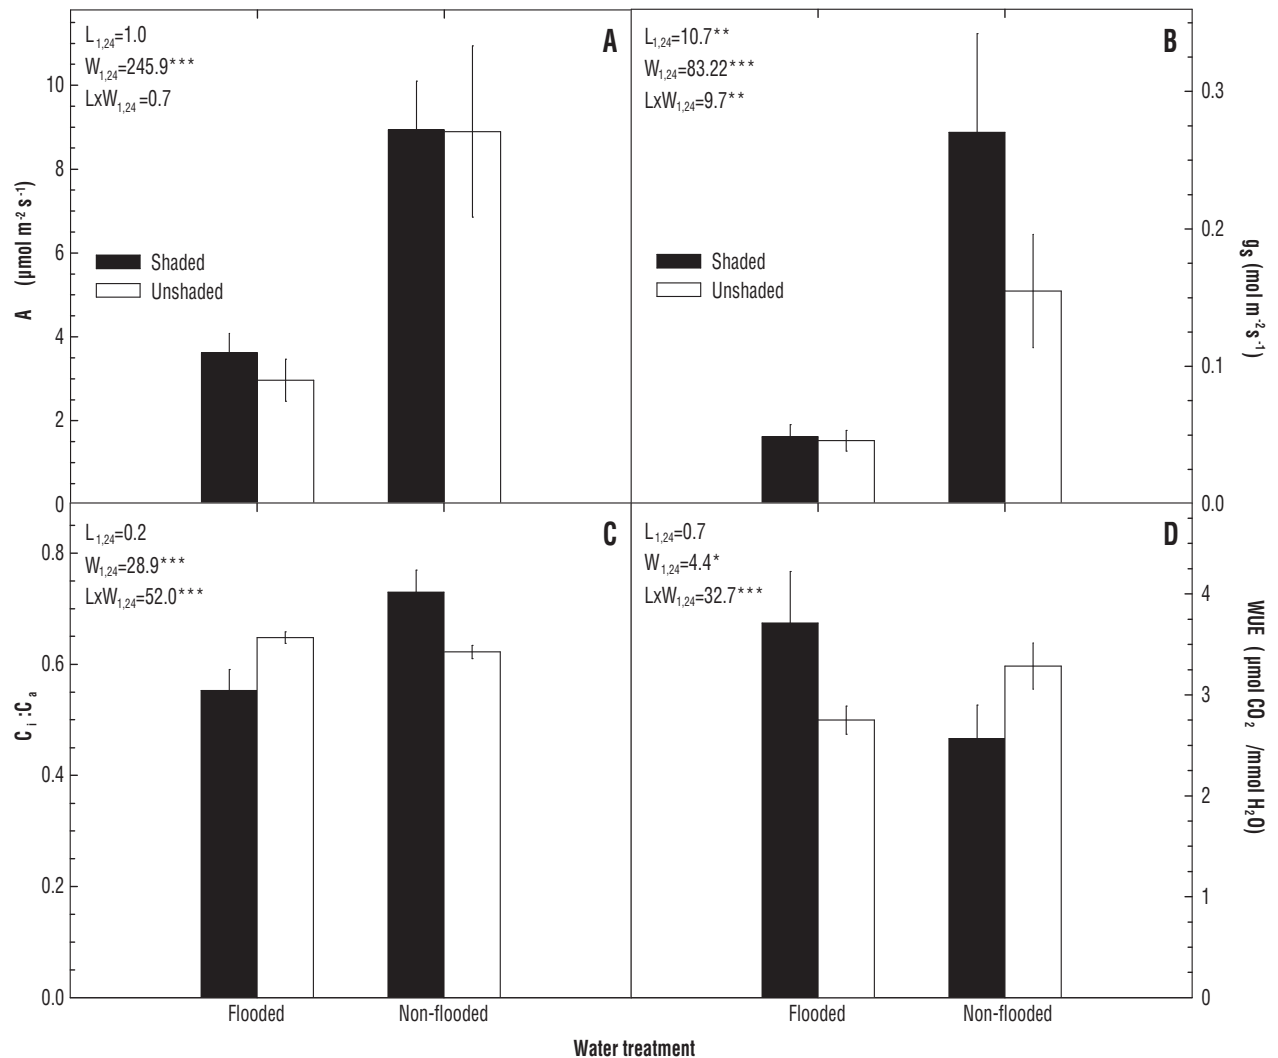 L1,24=1.0
W1,24=245.9***
LxW1,24=0.7
A
10
8
6
4
2
0
A (µmol m-2 s-1)
Shaded
Unshaded
L1,24=10.7**
W1,24=83.22***
LxW1,24=9.7**
B
0.3
0.2
0.1
0.0
gs (mol m-2s-1)
Shaded
Unshaded
L1,24=0.2
W1,24=28.9***
LxW1,24=52.0***
C
0.8
0.6
0.4
0.2
0.0
Ci:Ca
L1,24=0.7
W1,24=4.4*
LxW1,24=32.7***
D
4
3
2
1
0
WUE (µmol CO2 /mmol H2O)
Flooded
Non-flooded
Flooded
Non-flooded
Water treatment